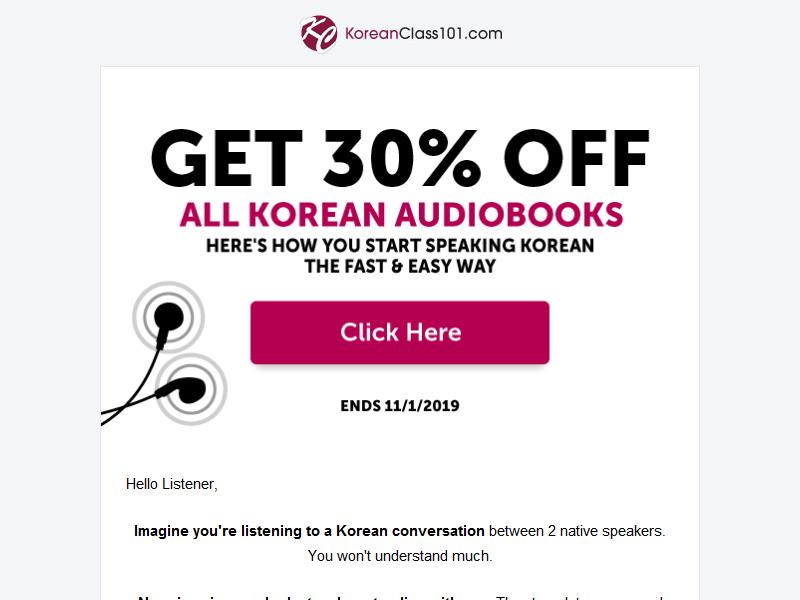 KoreanClass101.com
GET 30% OFF
ALL KOREAN AUDIOBOOKS
HERE'S HOW YOU START SPEAKING KOREAN
THE FAST & EASY WAY
Click Here
ENDS 11/1/2019
Hello Listener,
Imagine you're listening to a Korean conversation between 2 native speakers.
You won't understand much.